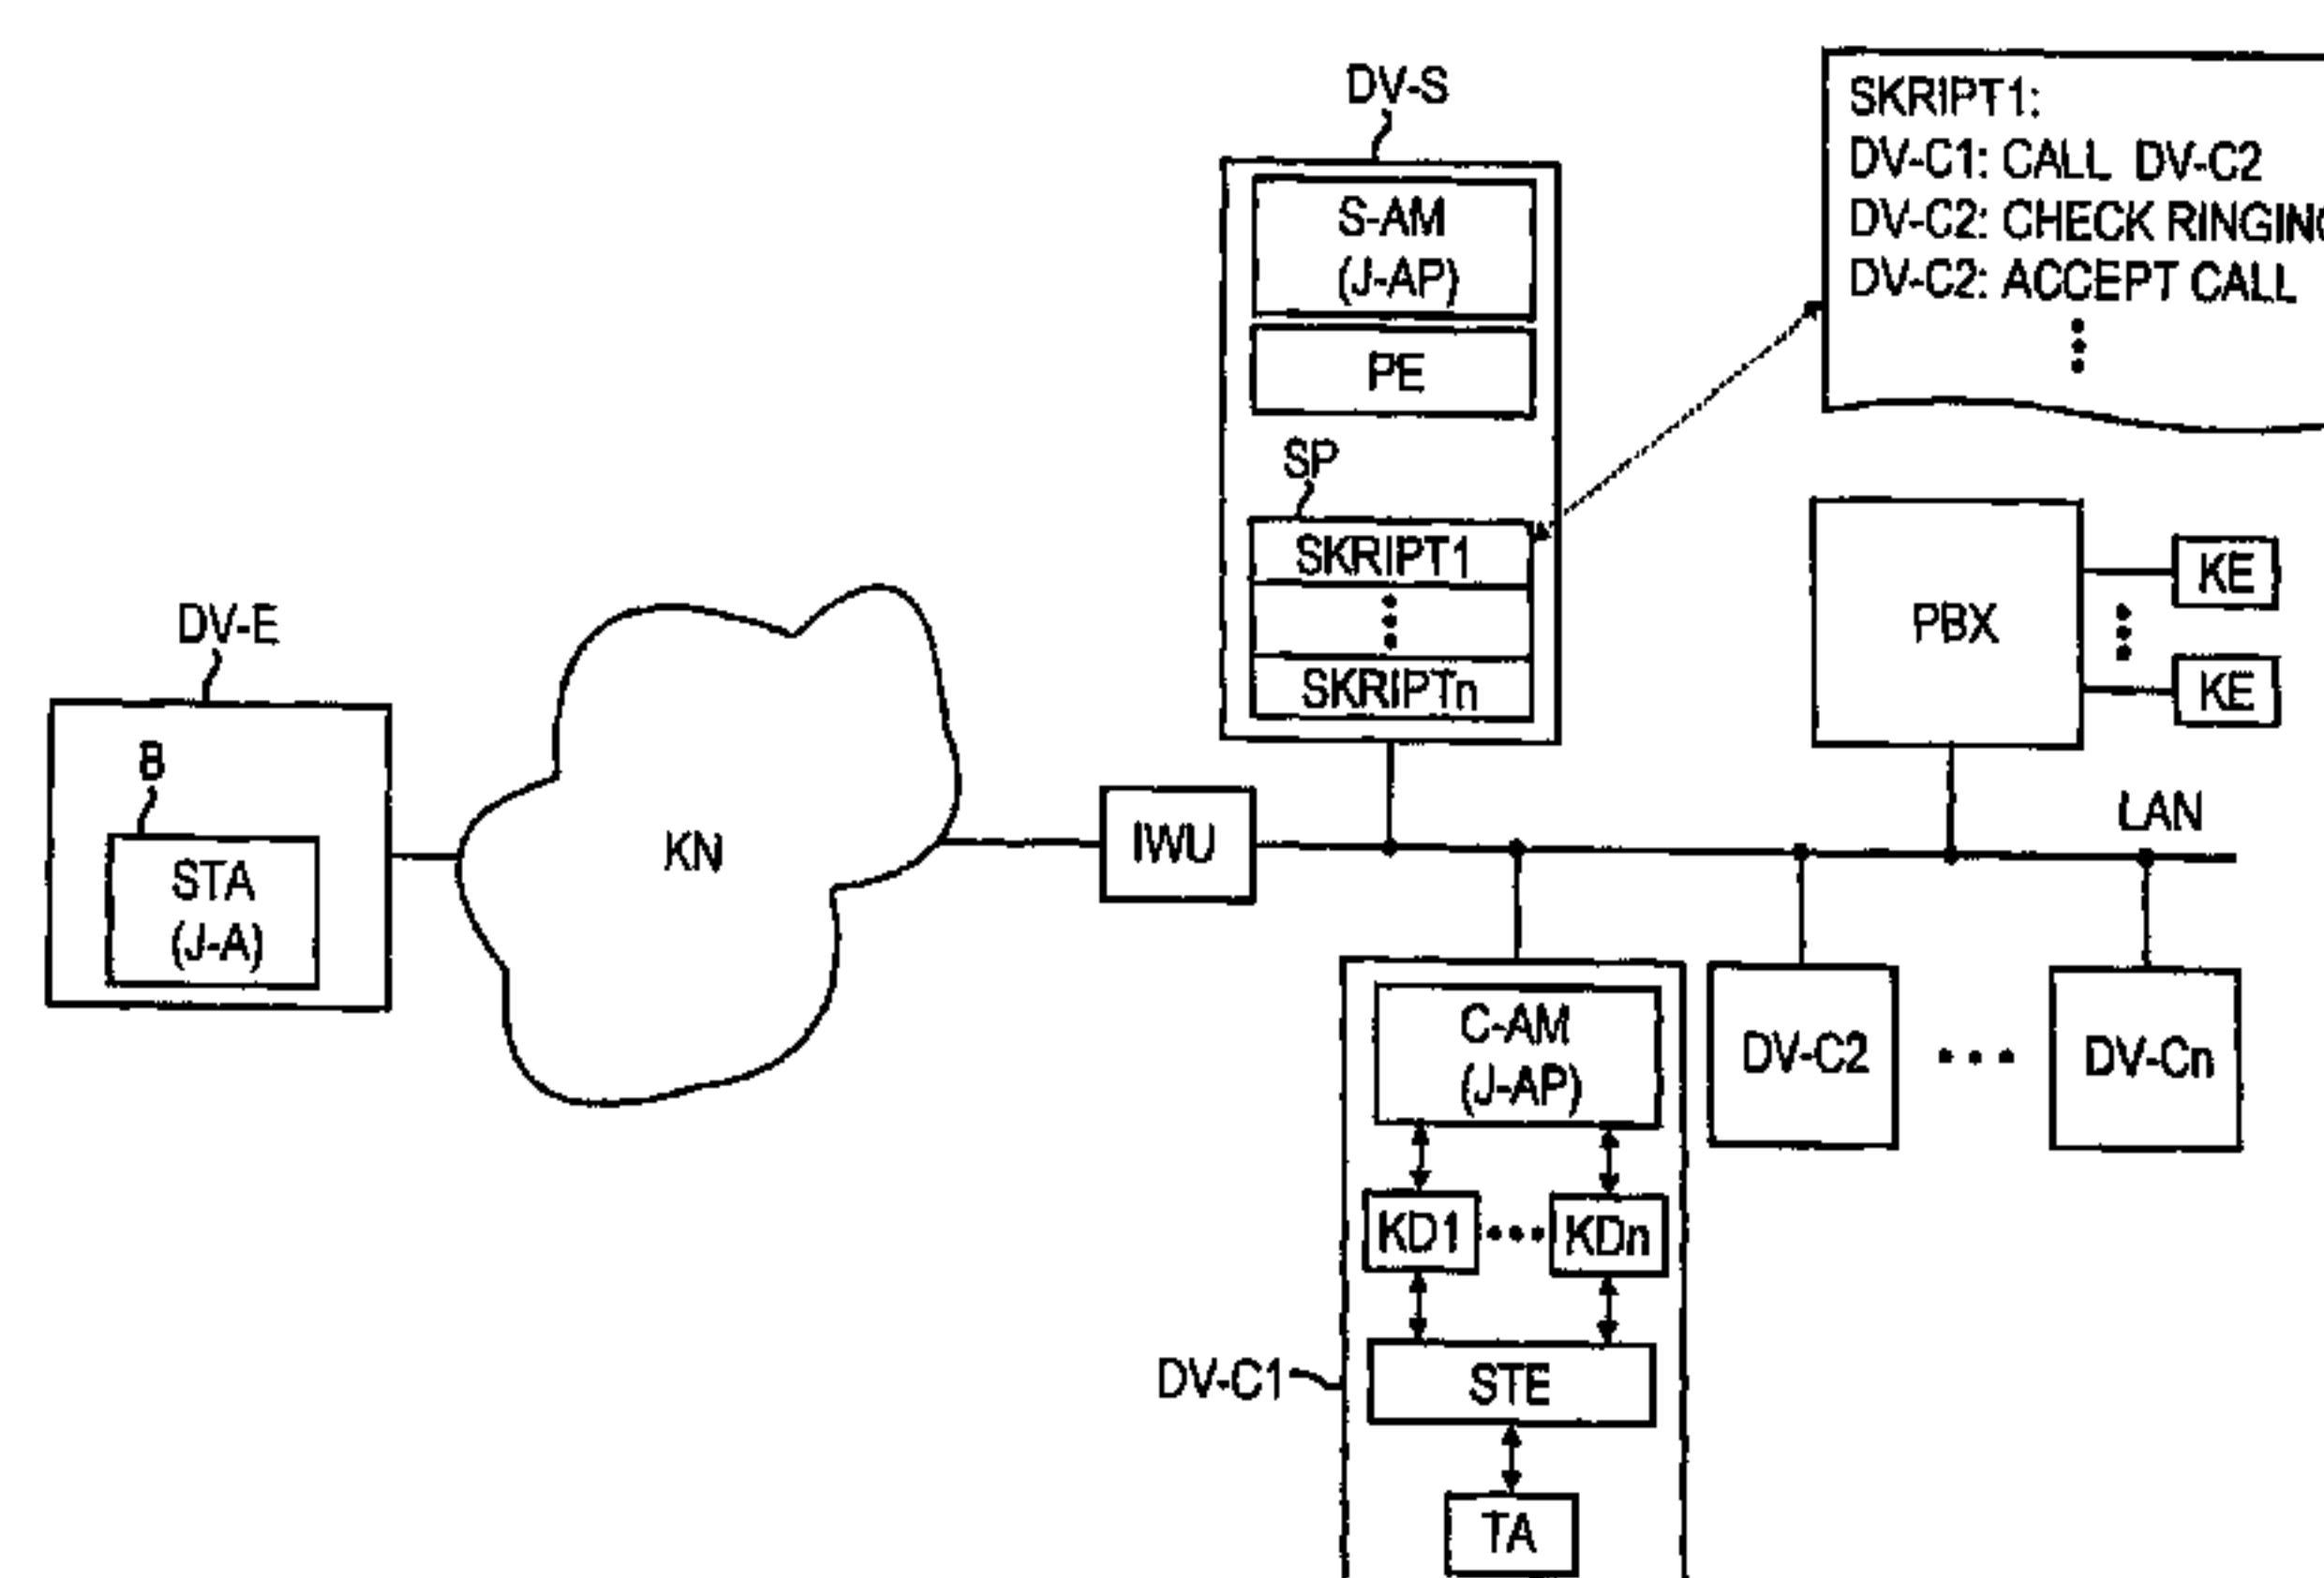 DV-S
S-AM
(J-AP)
PE
SP
SKRIPT1
SKRIPTn
SKRIPT1:
DV-C1: CALL DV-C2
DV-C2: CHECK RINGING
DV-C2: ACCEPT CALL
PBX
KE
KE
LAN
DV-E
B
STA
(J-A)
KN
IWU
C-AM
(J-AP)
KD1
KDn
STE
TA
DV-C1
DV-C2
DV-Cn